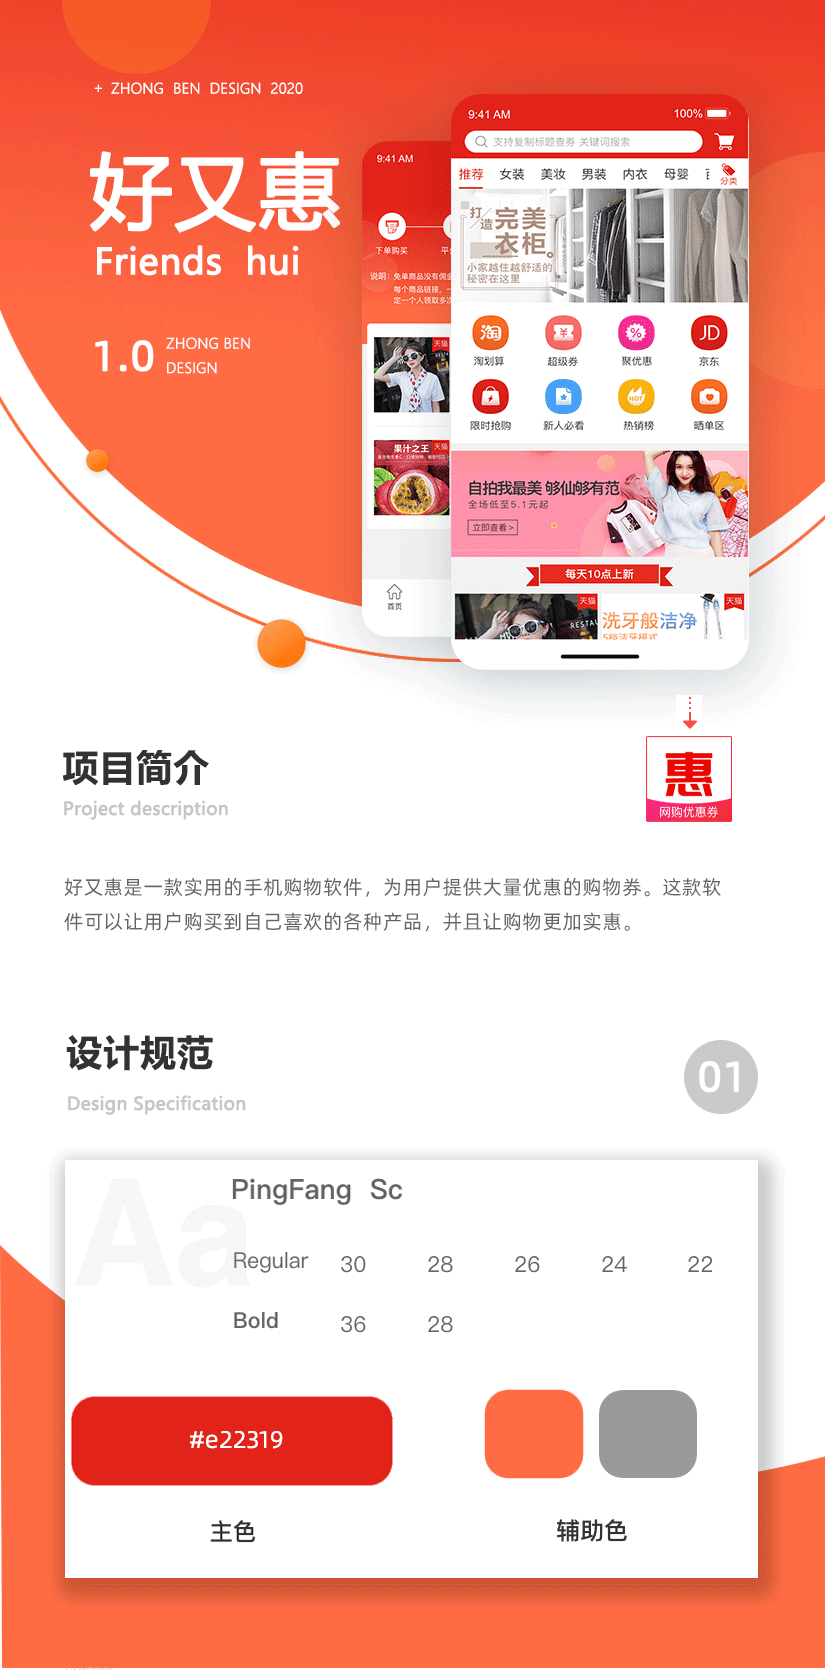 + ZHONG BEN DESIGN 2020
好又惠
Friends hui
1.0
ZHONG BEN
DESIGN
9:41 AM
下单购买
平
说明：
免单商品没有佣金
每个商品链接，一
定一个人领取多次
天猫
果汁之王
天猫
首页
9:41 AM
100%
支持复制标题查券 关键词搜索
推荐
女装
美妆
男装
内衣
母婴
分类
打造
完美
衣柜。
小家越住越舒适的
秘密在这里
淘
淘划算
超级券
聚优惠
JD
京东
限时抢购
新人必看
HOT
热销榜
晒单区
自拍我最美 够仙够有范
全场低至5.1元起
立即查看>
每天10点上新
天猫
RESTAU
天猫
洗牙般洁净
5档洁牙模式
项目简介
Project description
惠
网购优惠券
好又惠是一款实用的手机购物软件，为用户提供大量优惠的购物券。这款软
件可以让用户购买到自己喜欢的各种产品，并且让购物更加实惠。
设计规范
Design Specification
01
Aa
PingFang Sc
Regular 30 28 26 24 22
Bold 36 28
#e22319
主色
辅助色